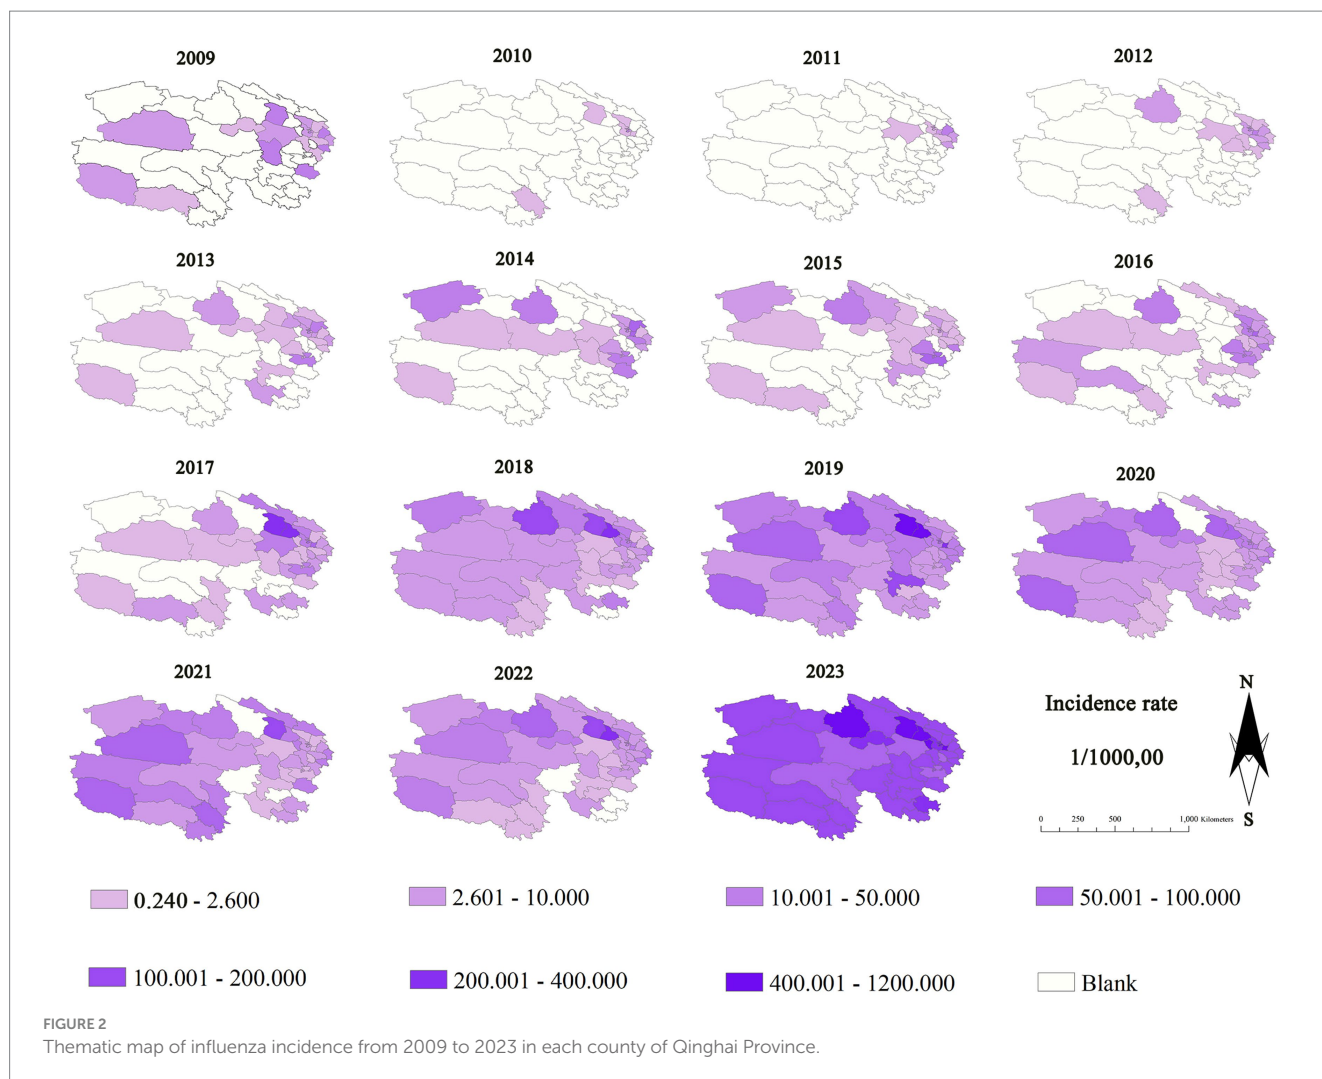 2009
2010
2011
2012
2013
2014
2015
2016
2017
2018
2019
2020
2021
2022
2023
Incidence rate
1/1000,00
N
S
0 250 500 1,000 Kilometers
0.240 - 2.600
2.601 - 10.000
10.001 - 50.000
50.001 - 100.000
100.001 - 200.000
200.001 - 400.000
400.001 - 1200.000
Blank
FIGURE 2
Thematic map of influenza incidence from 2009 to 2023 in each county of Qinghai Province.